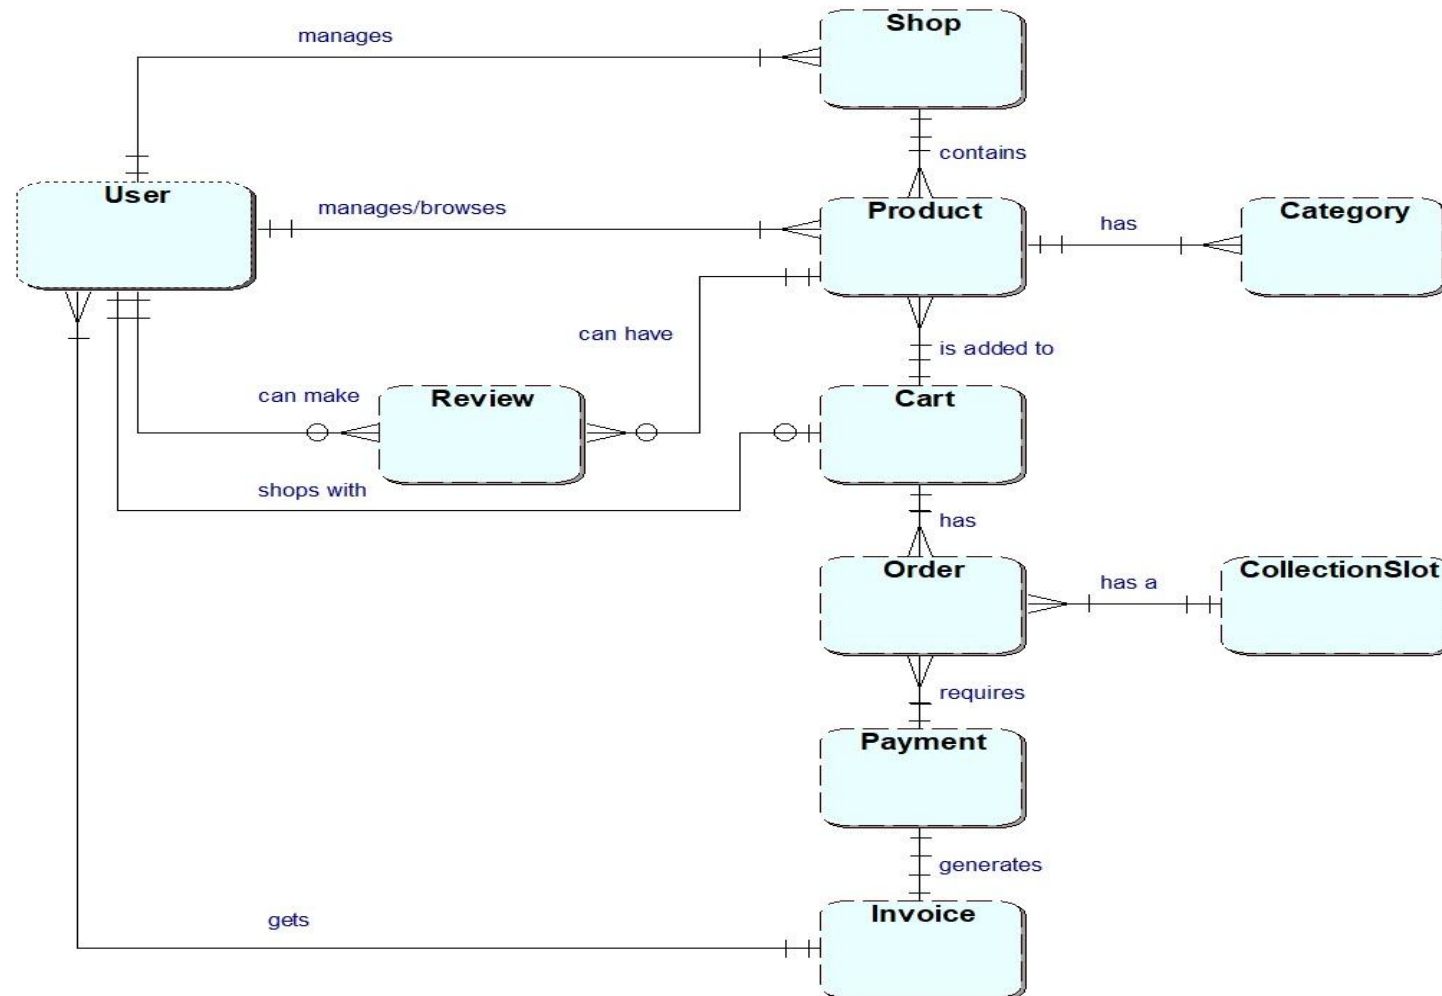 Shop
manages
contains
User
manages/browses
Product
has
Category
can have
is added to
can make
Review
Cart
shops with
has
Order
has a
CollectionSlot
requires
Payment
generates
Invoice
gets